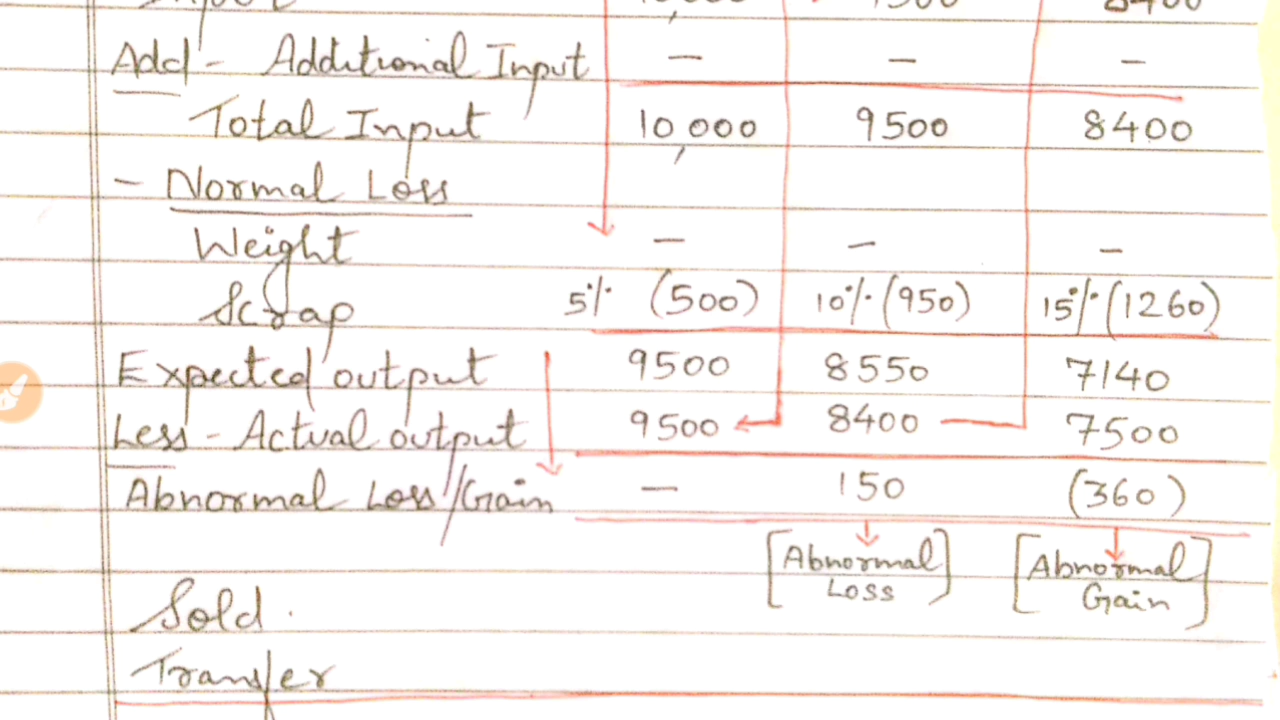 Add - Additional Input — — —
Total Input 10,000 9500 8400
- Normal Loss
Weight — — —
Scrap 5% (500) 10% (950) 15% (1260)
Expected output 9500 8550 7140
Less - Actual output 9500 8400 7500
Abnormal Loss/Gain — 150 (360)
[Abnormal Loss] [Abnormal Gain]
Sold.
Transfer